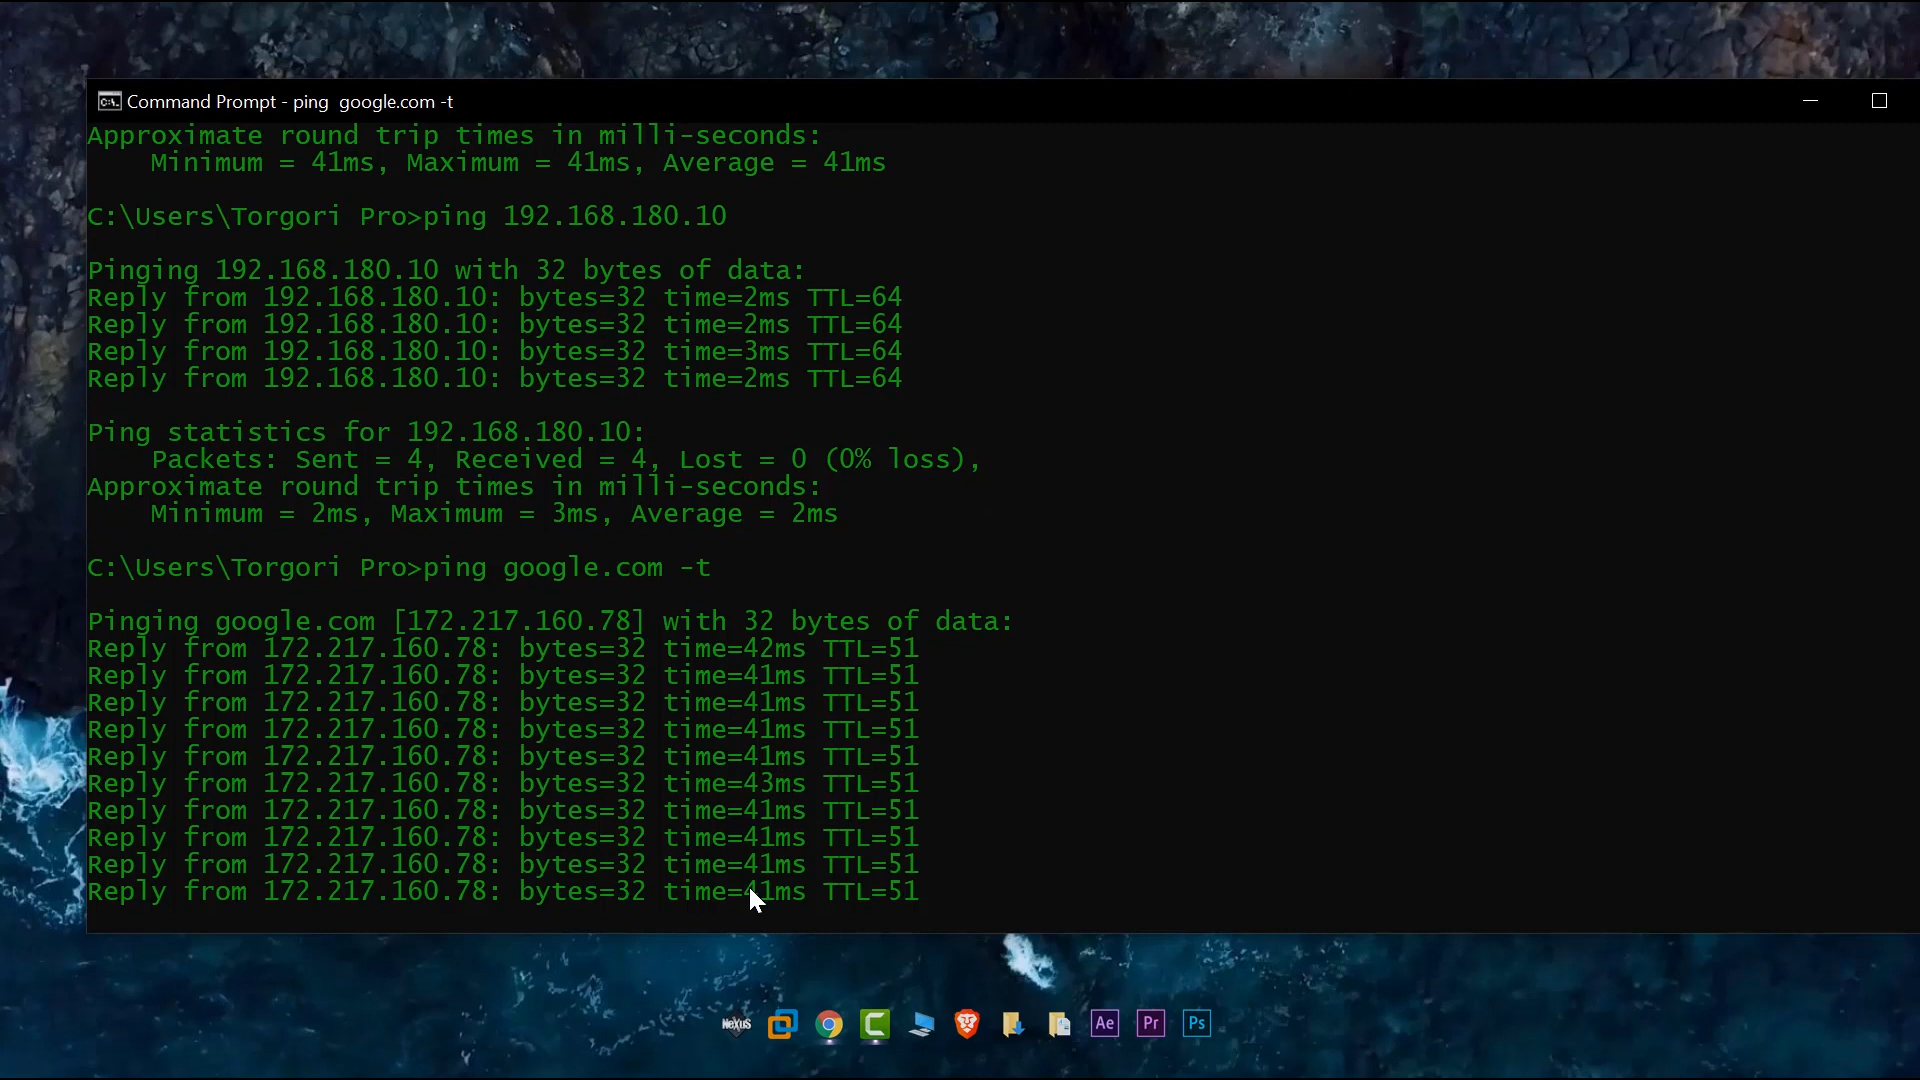 Command Prompt - ping  google.com -t
Approximate round trip times in milli-seconds:
    Minimum = 41ms, Maximum = 41ms, Average = 41ms
C:\Users\Torgori Pro>ping 192.168.180.10
Pinging 192.168.180.10 with 32 bytes of data:
Reply from 192.168.180.10: bytes=32 time=2ms TTL=64
Reply from 192.168.180.10: bytes=32 time=2ms TTL=64
Reply from 192.168.180.10: bytes=32 time=3ms TTL=64
Reply from 192.168.180.10: bytes=32 time=2ms TTL=64
Ping statistics for 192.168.180.10:
    Packets: Sent = 4, Received = 4, Lost = 0 (0% loss),
Approximate round trip times in milli-seconds:
    Minimum = 2ms, Maximum = 3ms, Average = 2ms
C:\Users\Torgori Pro>ping google.com -t
Pinging google.com [172.217.160.78] with 32 bytes of data:
Reply from 172.217.160.78: bytes=32 time=42ms TTL=51
Reply from 172.217.160.78: bytes=32 time=41ms TTL=51
Reply from 172.217.160.78: bytes=32 time=41ms TTL=51
Reply from 172.217.160.78: bytes=32 time=41ms TTL=51
Reply from 172.217.160.78: bytes=32 time=41ms TTL=51
Reply from 172.217.160.78: bytes=32 time=43ms TTL=51
Reply from 172.217.160.78: bytes=32 time=41ms TTL=51
Reply from 172.217.160.78: bytes=32 time=41ms TTL=51
Reply from 172.217.160.78: bytes=32 time=41ms TTL=51
Reply from 172.217.160.78: bytes=32 time=41ms TTL=51
NeXuS Ae Pr Ps